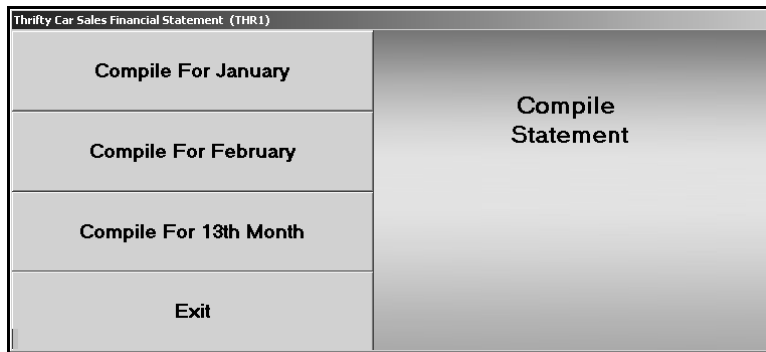 Thrifty Car Sales Financial Statement (THR1)
Compile For January
Compile For February
Compile For 13th Month
Exit
Compile
Statement